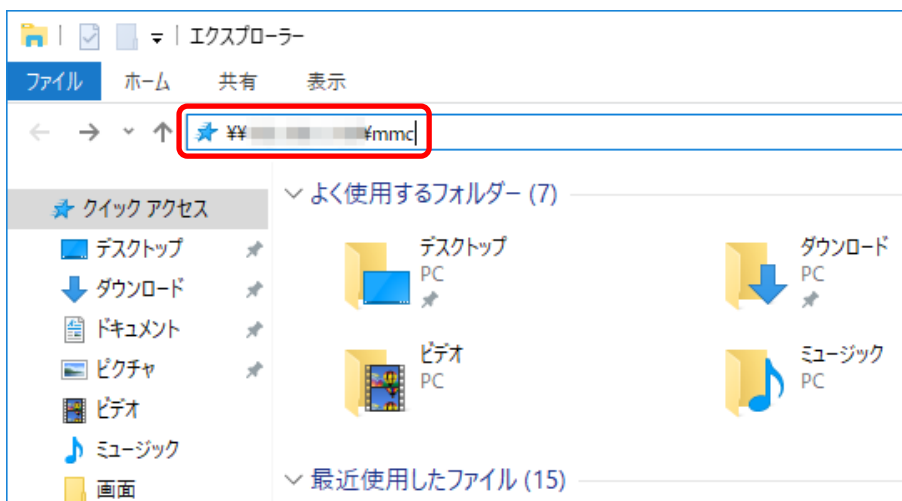 エクスプローラー
ファイル ホーム 共有 表示
¥¥ ¥mmc
クイック アクセス
デスクトップ
ダウンロード
ドキュメント
ピクチャ
ビデオ
ミュージック
画面
よく使用するフォルダー (7)
デスクトップ
PC
ダウンロード
PC
ビデオ
PC
ミュージック
PC
最近使用したファイル (15)